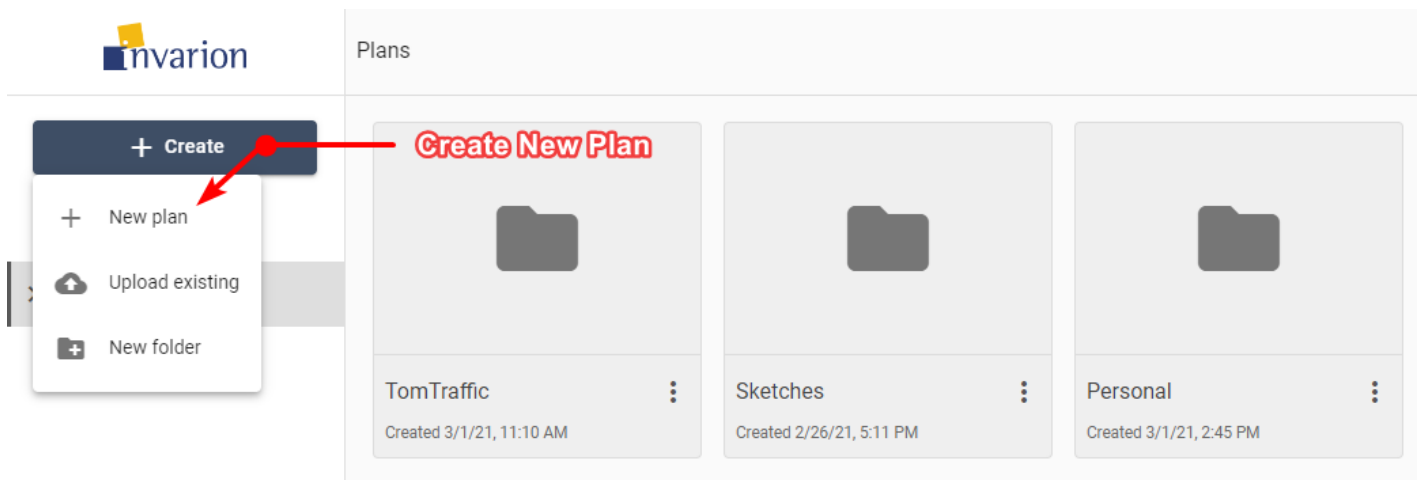 invarion
Plans
+ Create
Create New Plan
New plan
Upload existing
New folder
TomTraffic
Created 3/1/21, 11:10 AM
Sketches
Created 2/26/21, 5:11 PM
Personal
Created 3/1/21, 2:45 PM